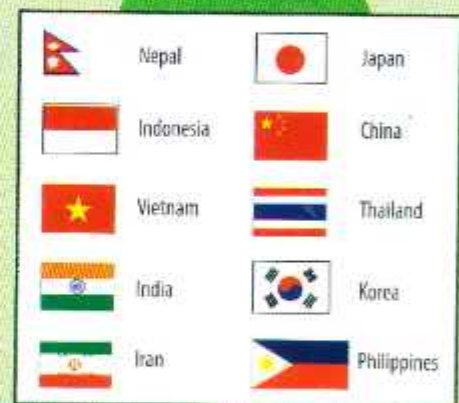 Nepal
Japan
Indonesia
China
Vietnam
Thailand
India
Korea
Iran
Philippines